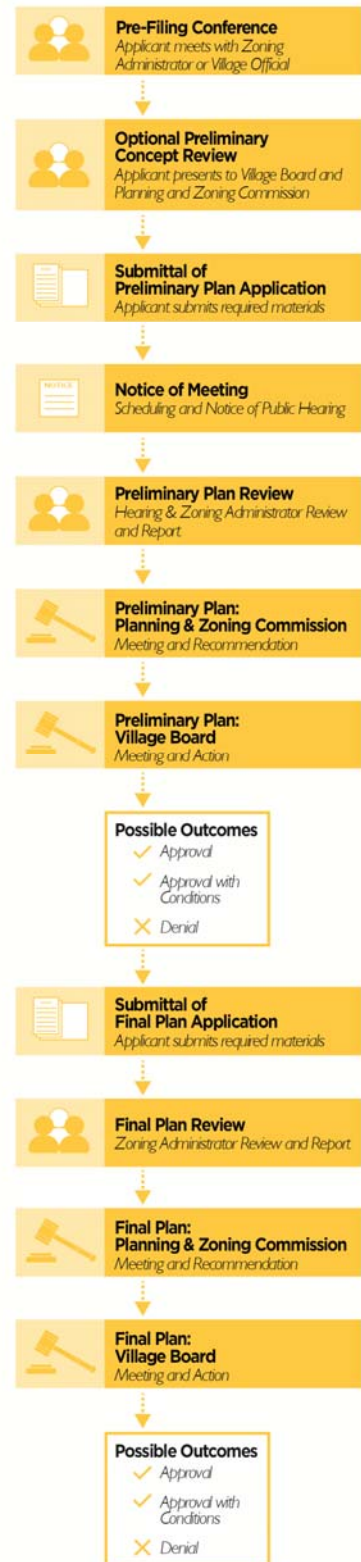 Pre-Filing Conference
Applicant meets with Zoning
Administrator or Village Official
Optional Preliminary
Concept Review
Applicant presents to Village Board and
Planning and Zoning Commission
Submittal of
Preliminary Plan Application
Applicant submits required materials
NOTICE
Notice of Meeting
Scheduling and Notice of Public Hearing
Preliminary Plan Review
Hearing & Zoning Administrator Review
and Report
Preliminary Plan:
Planning & Zoning Commission
Meeting and Recommendation
Preliminary Plan:
Village Board
Meeting and Action
Possible Outcomes
Approval
Approval with
Conditions
Denial
Submittal of
Final Plan Application
Applicant submits required materials
Final Plan Review
Zoning Administrator Review and Report
Final Plan:
Planning & Zoning Commission
Meeting and Recommendation
Final Plan:
Village Board
Meeting and Action
Possible Outcomes
Approval
Approval with
Conditions
Denial